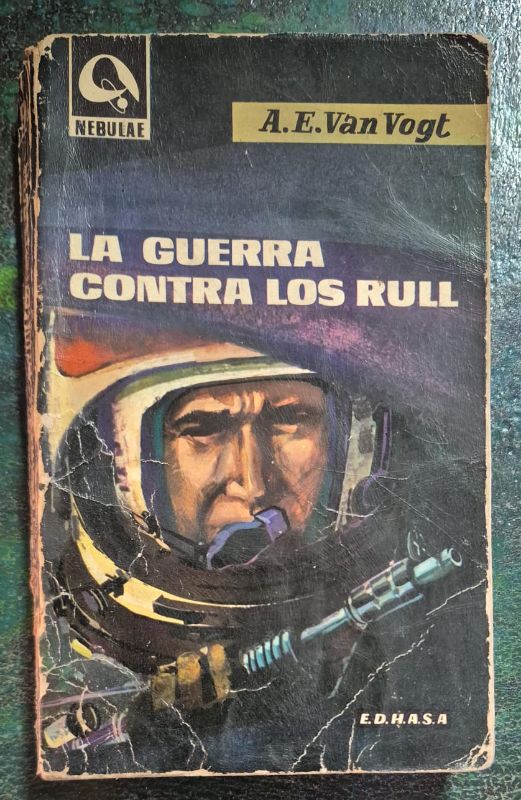 NEBULAE
A.E.Van Vogt
LA GUERRA
CONTRA LOS RULL
E.D.H.A.S.A